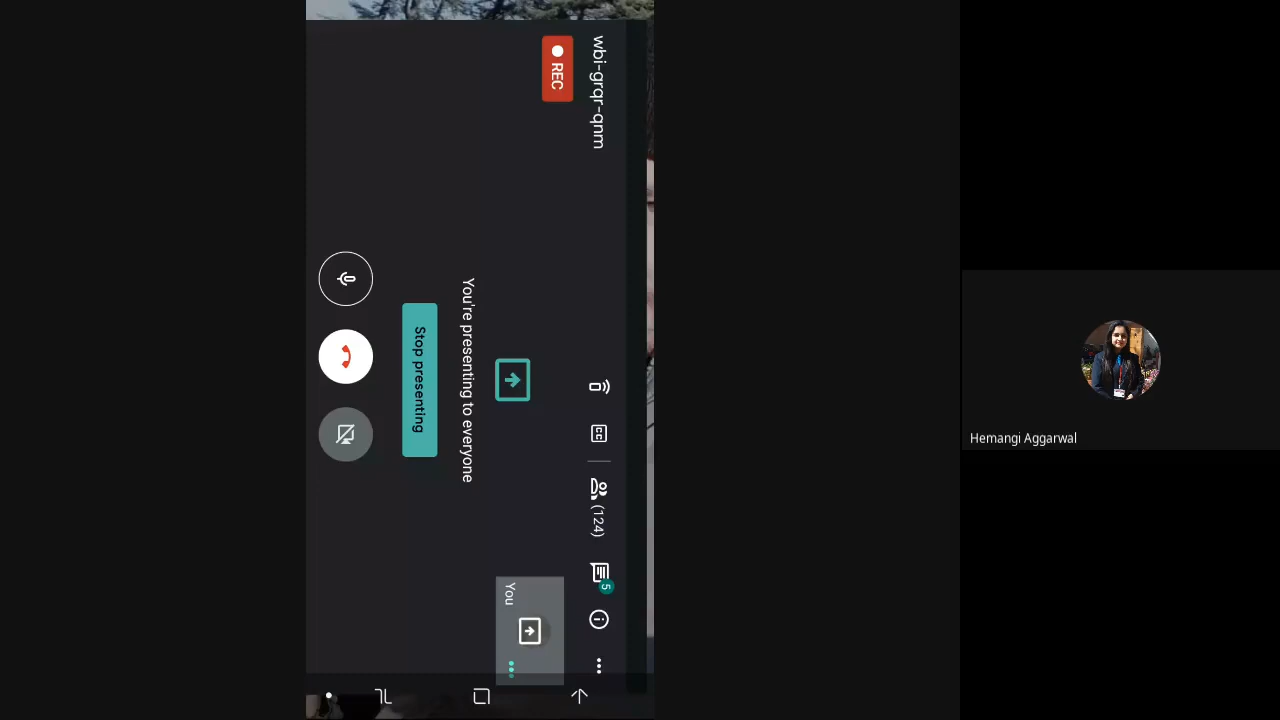 wbi-grqr-qnm
REC
(124)
5
You're presenting to everyone
Stop presenting
You
Hemangi Aggarwal